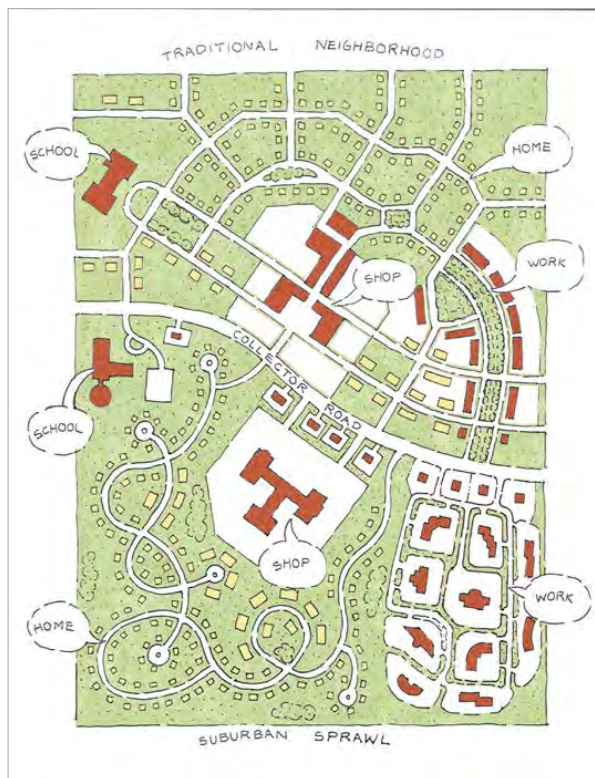 TRADITIONAL NEIGHBORHOOD
SCHOOL
HOME
WORK
SHOP
COLLECTOR ROAD
SCHOOL
SHOP
HOME
WORK
SUBURBAN SPRAWL